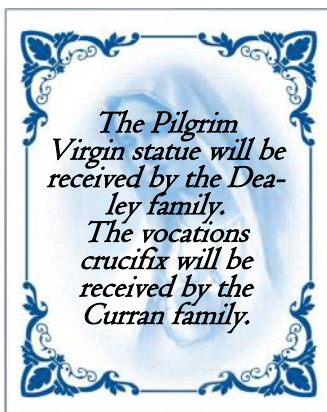 The Pilgrim
Virgin statue will be
received by the Dea-
ley family.
The vocations
crucifix will be
received by the
Curran family.